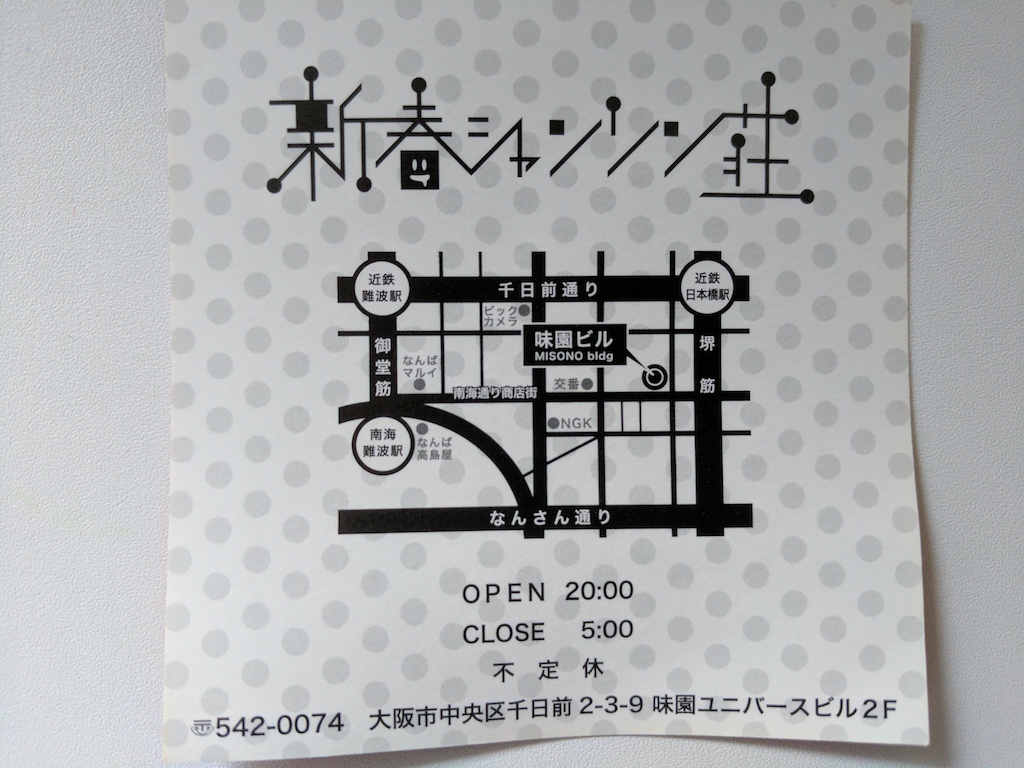 新春シャンソン荘
近鉄
難波駅
千日前通り
近鉄
日本橋駅
ビック
カメラ
味園ビル
MISONO bldg
御堂筋
堺筋
なんば
マルイ
南海通り商店街
交番
NGK
南海
難波駅
なんば
高島屋
なんさん通り
OPEN 20:00
CLOSE 5:00
不定休
542-0074 大阪市中央区千日前2-3-9 味園ユニバースビル2F